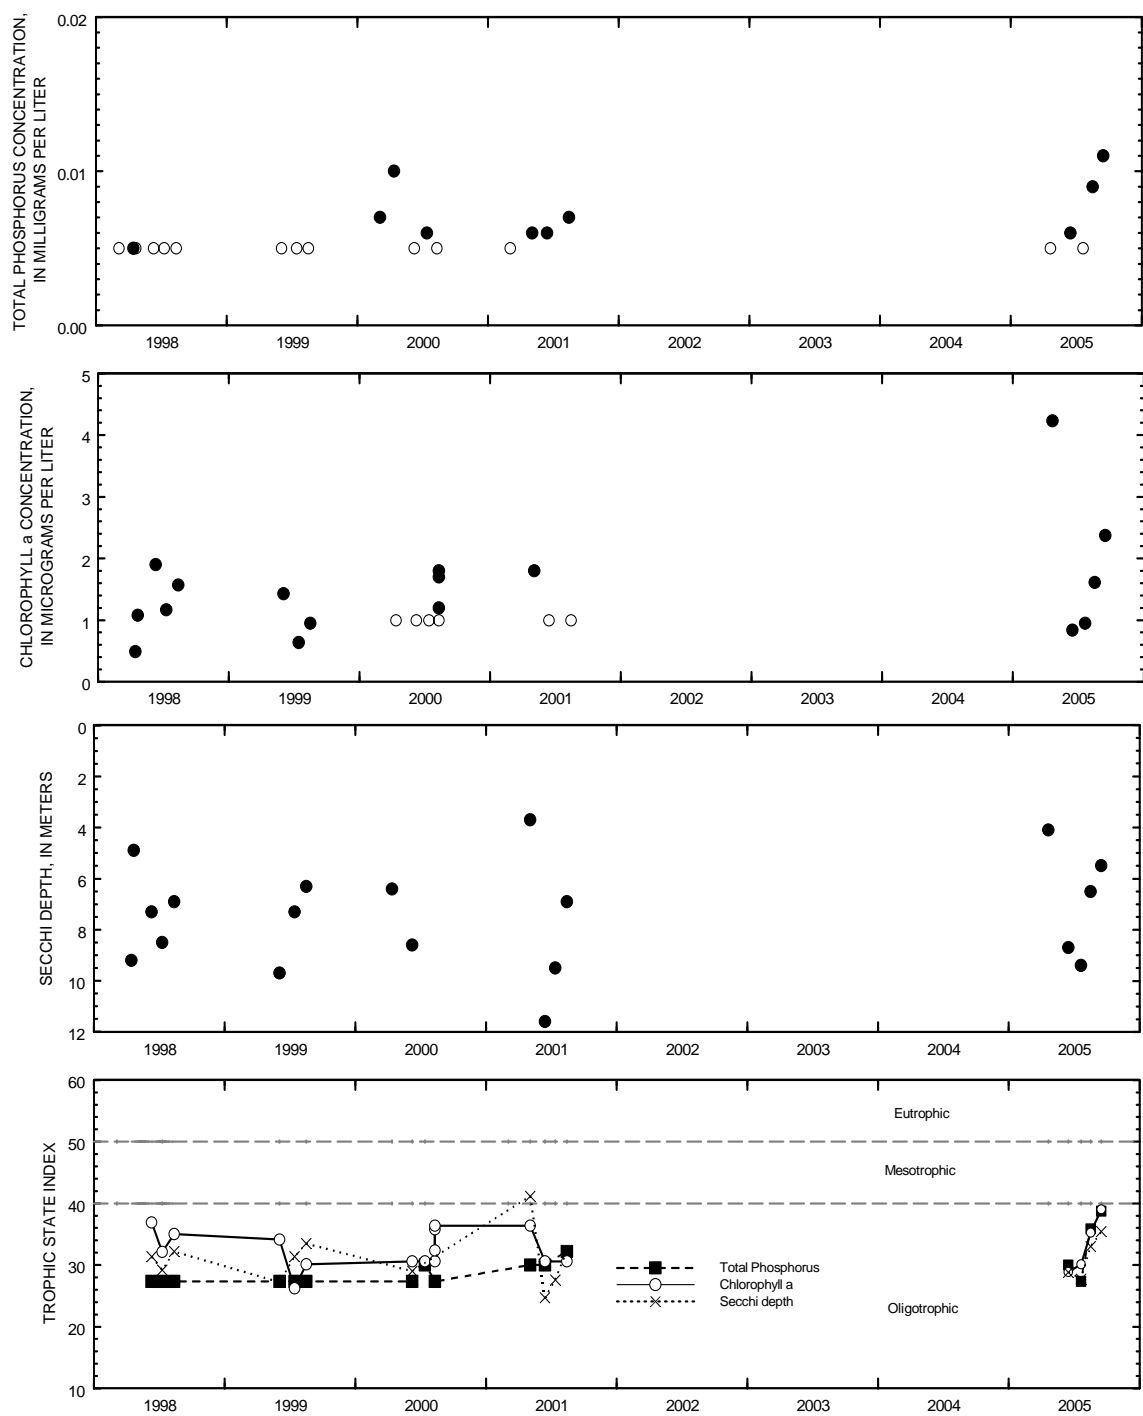 TOTAL PHOSPHORUS CONCENTRATION,
IN MILLIGRAMS PER LITER
0.02
0.01
0.00
1998 1999 2000 2001 2002 2003 2004 2005
CHLOROPHYLL a CONCENTRATION,
IN MICROGRAMS PER LITER
5
4
3
2
1
0
1998 1999 2000 2001 2002 2003 2004 2005
SECCHI DEPTH, IN METERS
0
2
4
6
8
10
12
1998 1999 2000 2001 2002 2003 2004 2005
TROPHIC STATE INDEX
60
50
40
30
20
10
Eutrophic
Mesotrophic
Oligotrophic
Total Phosphorus
Chlorophyll a
Secchi depth
1998 1999 2000 2001 2002 2003 2004 2005